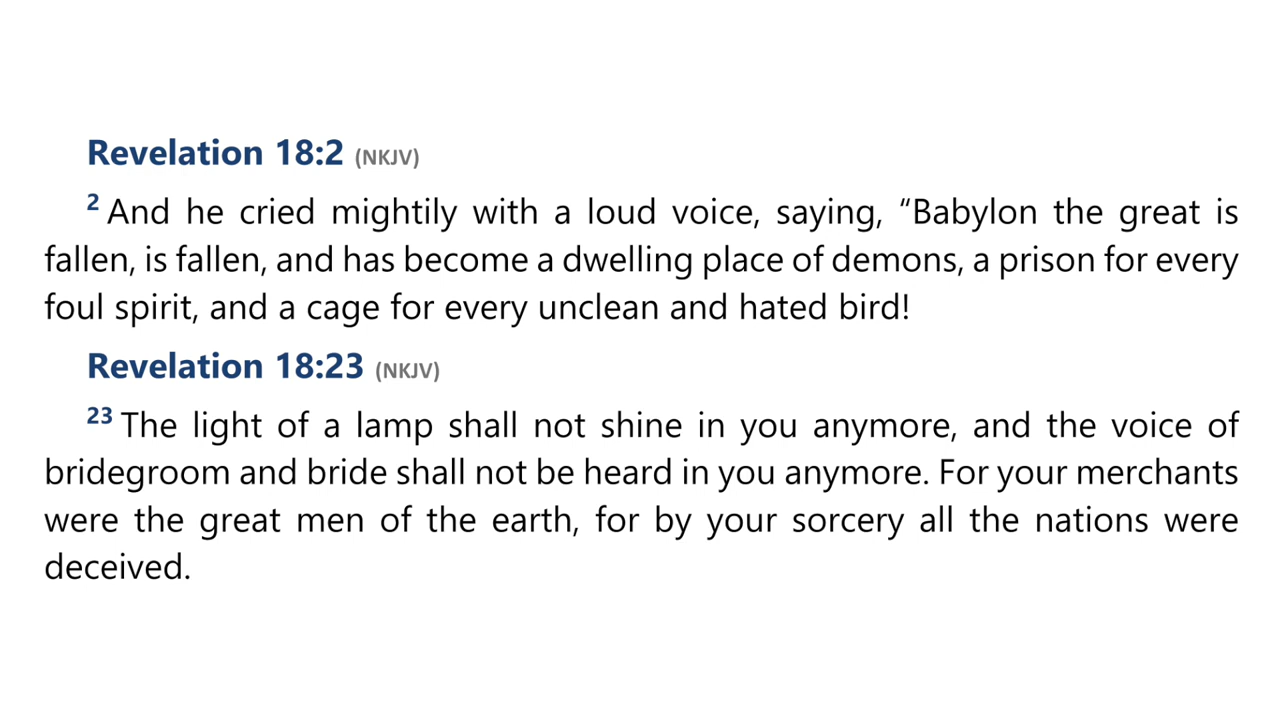 Revelation 18:2 (NKJV)
2 And he cried mightily with a loud voice, saying, “Babylon the great is
fallen, is fallen, and has become a dwelling place of demons, a prison for every
foul spirit, and a cage for every unclean and hated bird!
Revelation 18:23 (NKJV)
23 The light of a lamp shall not shine in you anymore, and the voice of
bridegroom and bride shall not be heard in you anymore. For your merchants
were the great men of the earth, for by your sorcery all the nations were
deceived.